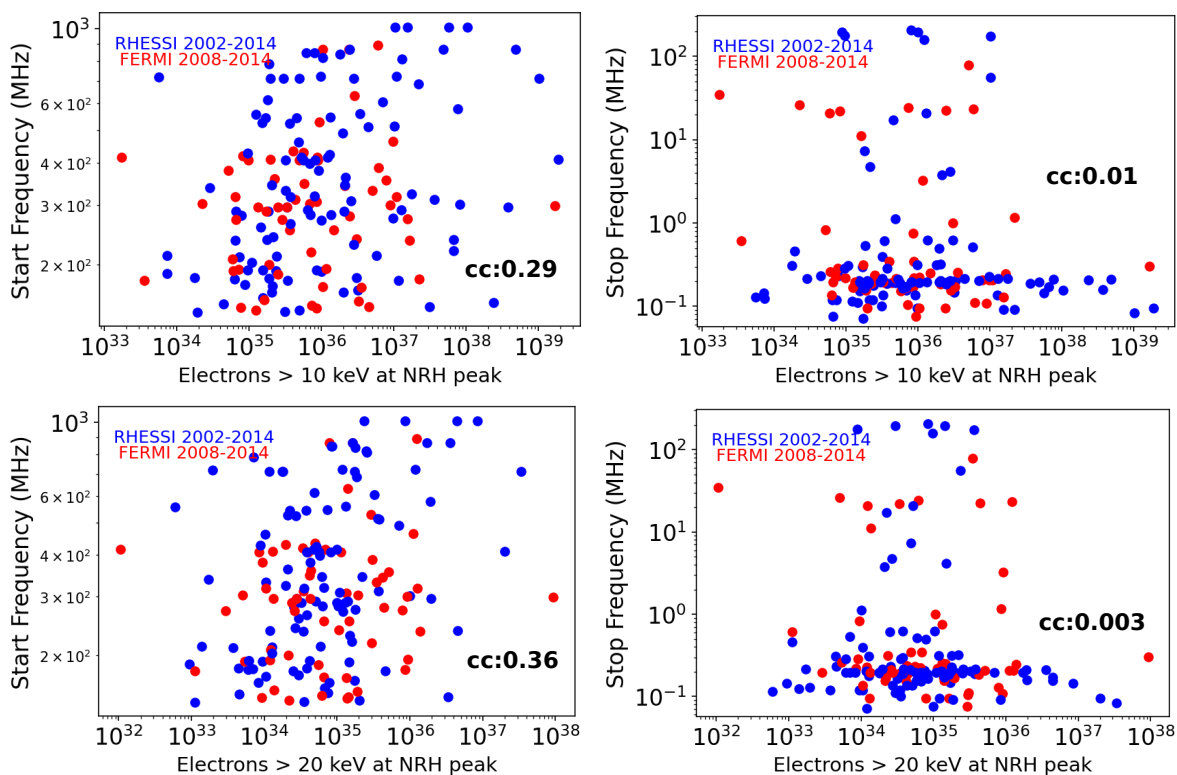 Start Frequency (MHz)
10³
6 × 10²
4 × 10²
3 × 10²
2 × 10²
RHESSI 2002-2014
FERMI 2008-2014
cc:0.29
10³³ 10³⁴ 10³⁵ 10³⁶ 10³⁷ 10³⁸ 10³⁹
Electrons > 10 keV at NRH peak
Stop Frequency (MHz)
10²
10¹
10⁰
10⁻¹
RHESSI 2002-2014
FERMI 2008-2014
cc:0.01
10³³ 10³⁴ 10³⁵ 10³⁶ 10³⁷ 10³⁸ 10³⁹
Electrons > 10 keV at NRH peak
Start Frequency (MHz)
10³
6 × 10²
4 × 10²
3 × 10²
2 × 10²
RHESSI 2002-2014
FERMI 2008-2014
cc:0.36
10³² 10³³ 10³⁴ 10³⁵ 10³⁶ 10³⁷ 10³⁸
Electrons > 20 keV at NRH peak
Stop Frequency (MHz)
10²
10¹
10⁰
10⁻¹
RHESSI 2002-2014
FERMI 2008-2014
cc:0.003
10³² 10³³ 10³⁴ 10³⁵ 10³⁶ 10³⁷ 10³⁸
Electrons > 20 keV at NRH peak